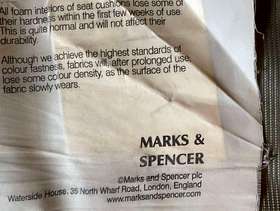 All foam interiors of seat cushions lose some of
their hardness within the first few weeks of use.
This is quite normal and will not affect their
durability.
Although we achieve the highest standards of
colour fastness, fabrics will, after prolonged use,
lose some colour density, as the surface of the
fabric slowly wears.
MARKS &
SPENCER
©Marks and Spencer plc
Waterside House, 35 North Wharf Road, London, England
www.marksandspencer.com